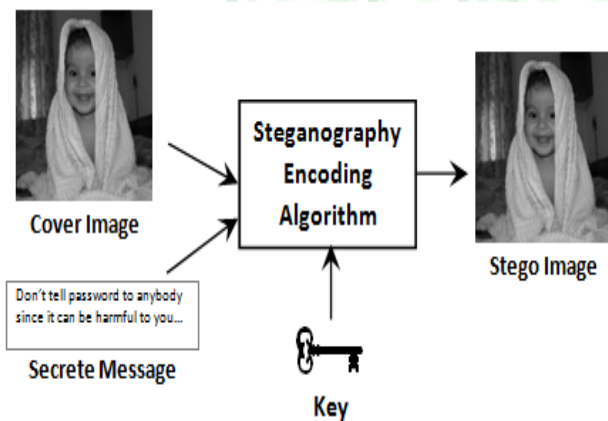 Steganography
Encoding
Algorithm
Cover Image
Stego Image
Don't tell password to anybody
since it can be harmful to you...
Secrete Message
Key